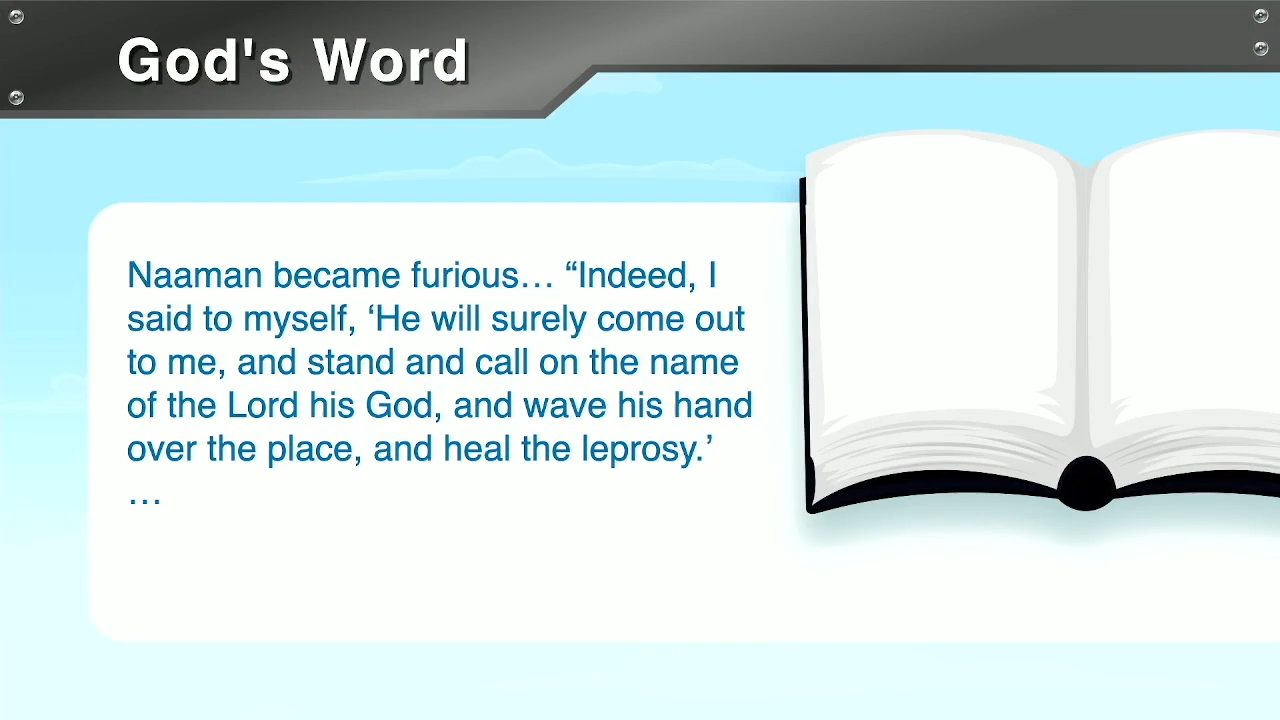 God's Word
Naaman became furious… “Indeed, I
said to myself, ‘He will surely come out
to me, and stand and call on the name
of the Lord his God, and wave his hand
over the place, and heal the leprosy.’
…